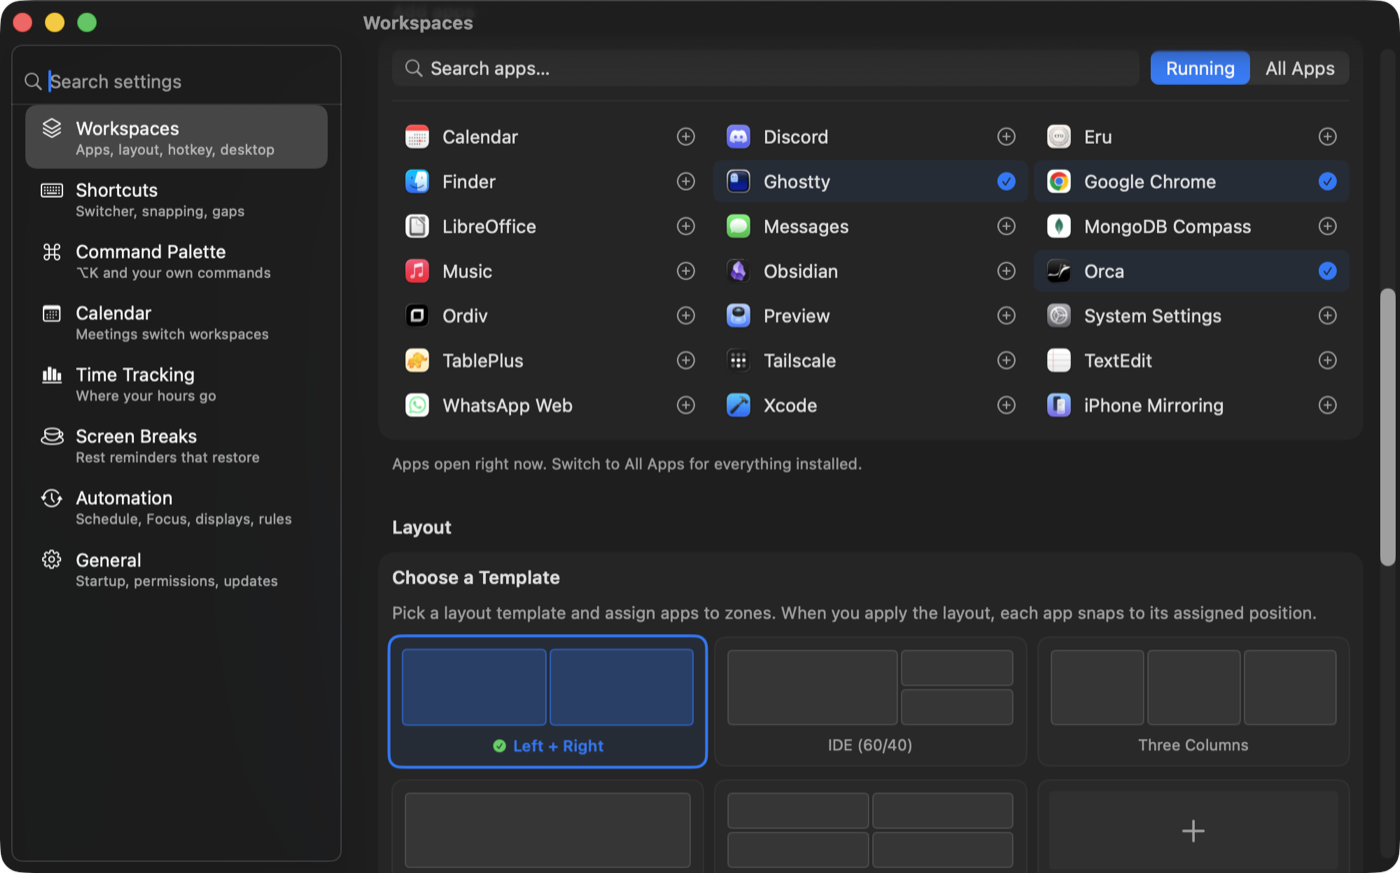 Workspaces
Search settings
Workspaces
Apps, layout, hotkey, desktop
Shortcuts
Switcher, snapping, gaps
Command Palette
⌥K and your own commands
Calendar
Meetings switch workspaces
Time Tracking
Where your hours go
Screen Breaks
Rest reminders that restore
Automation
Schedule, Focus, displays, rules
General
Startup, permissions, updates
Search apps...
Running
All Apps
Calendar
Discord
Eru
Finder
Ghostty
Google Chrome
LibreOffice
Messages
MongoDB Compass
Music
Obsidian
Orca
Ordiv
Preview
System Settings
TablePlus
Tailscale
TextEdit
WhatsApp Web
Xcode
iPhone Mirroring
Apps open right now. Switch to All Apps for everything installed.
Layout
Choose a Template
Pick a layout template and assign apps to zones. When you apply the layout, each app snaps to its assigned position.
Left + Right
IDE (60/40)
Three Columns